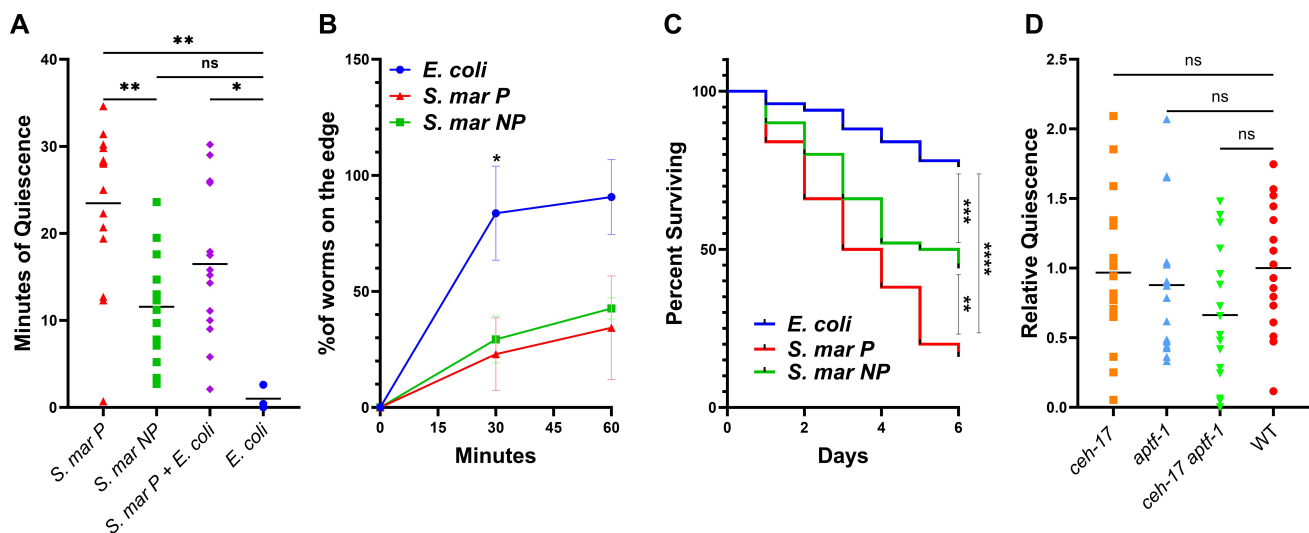 A
**
ns
**
*
40
30
20
10
0
Minutes of Quiescence
S. mar P
S. mar NP
S. mar P + E. coli
E. coli
B
E. coli
S. mar P
S. mar NP
*
150
100
50
0
%of worms on the edge
0 15 30 45 60
Minutes
C
100
50
0
Percent Surviving
E. coli
S. mar P
S. mar NP
***
****
**
0 2 4 6
Days
D
ns
ns
ns
2.5
2.0
1.5
1.0
0.5
0.0
Relative Quiescence
ceh-17
aptf-1
ceh-17 aptf-1
WT